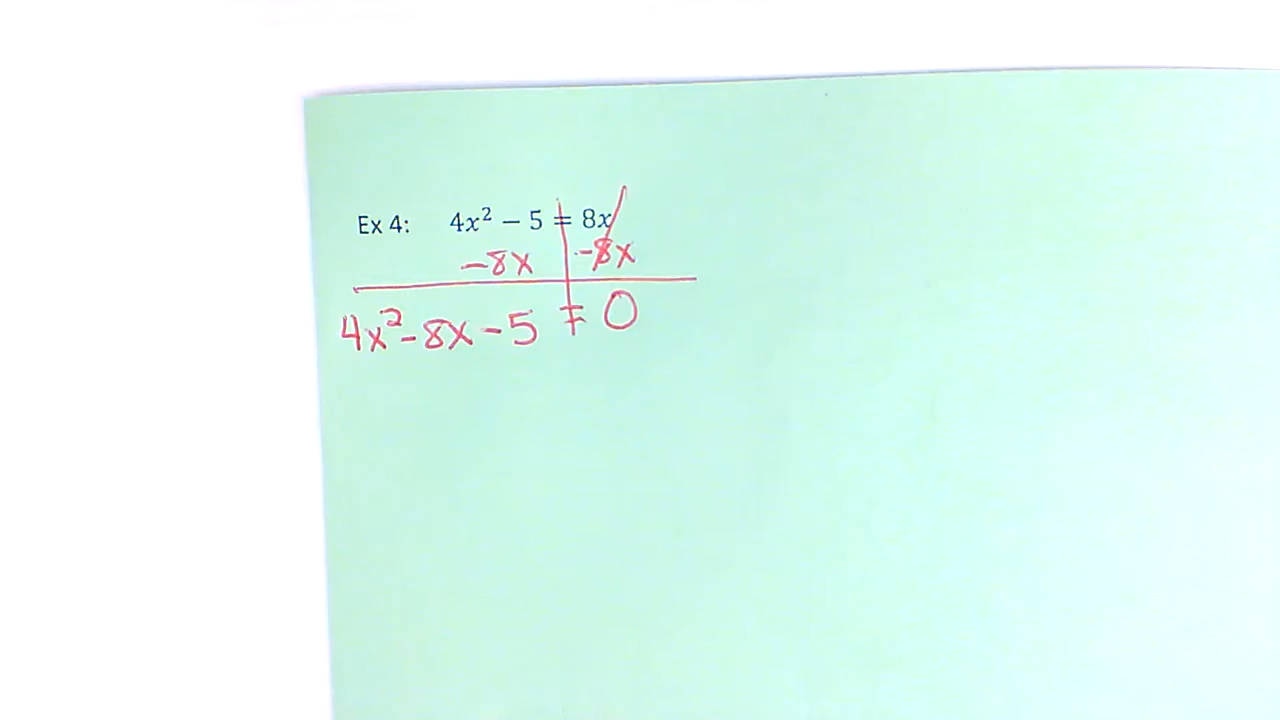 Ex 4: 4x² − 5 = 8x
-8x -8x
4x² - 8x - 5 = 0